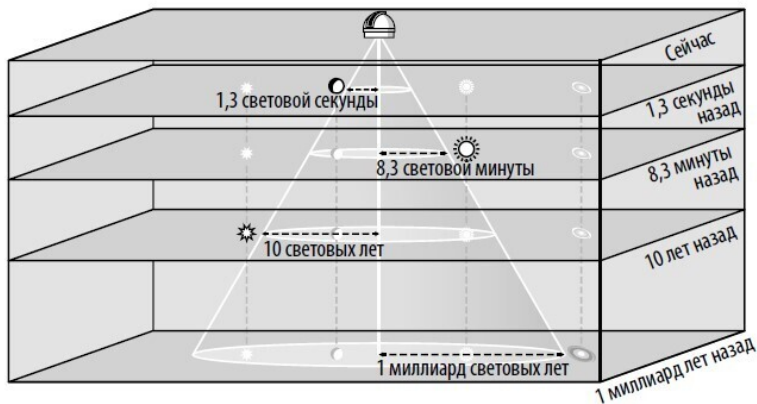 Сейчас
1,3 световой секунды
1,3 секунды
назад
8,3 световой минуты
8,3 минуты
назад
10 световых лет
10 лет назад
1 миллиард световых лет
1 миллиард лет назад